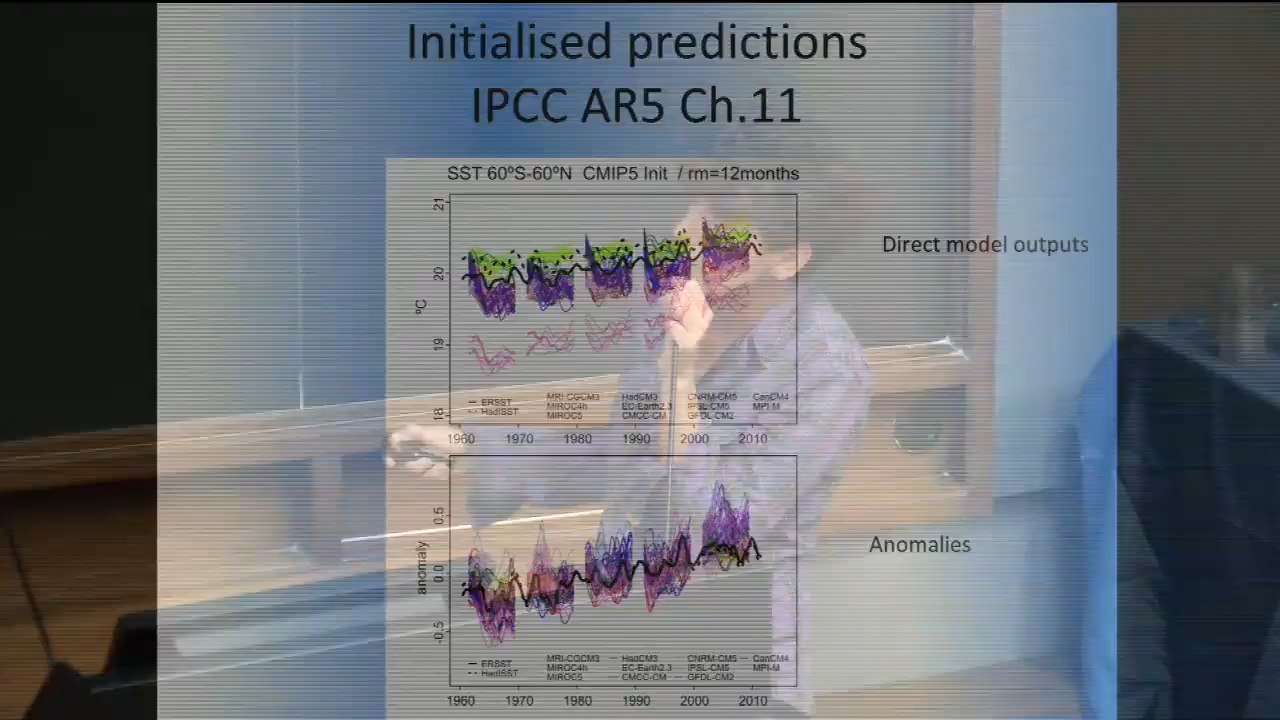 Initialised predictions
IPCC AR5 Ch.11
SST 60ºS-60ºN CMIP5 Init / rm=12months
Direct model outputs
21
20
19
18
ºC
ERSST
HadISST
MRI-CGCM3
MIROC4h
MIROC5
HadCM3
EC-Earth2.3
CMCC-CM
CNRM-CM5
IPSL-CM5
GFDL-CM2
CanCM4
MPI-M
1960 1970 1980 1990 2000 2010
Anomalies
0.5
0.0
-0.5
anomaly
ERSST
HadISST
MRI-CGCM3
MIROC4h
MIROC5
HadCM3
EC-Earth2.3
CMCC-CM
CNRM-CM5
IPSL-CM5
GFDL-CM2
CanCM4
MPI-M
1960 1970 1980 1990 2000 2010